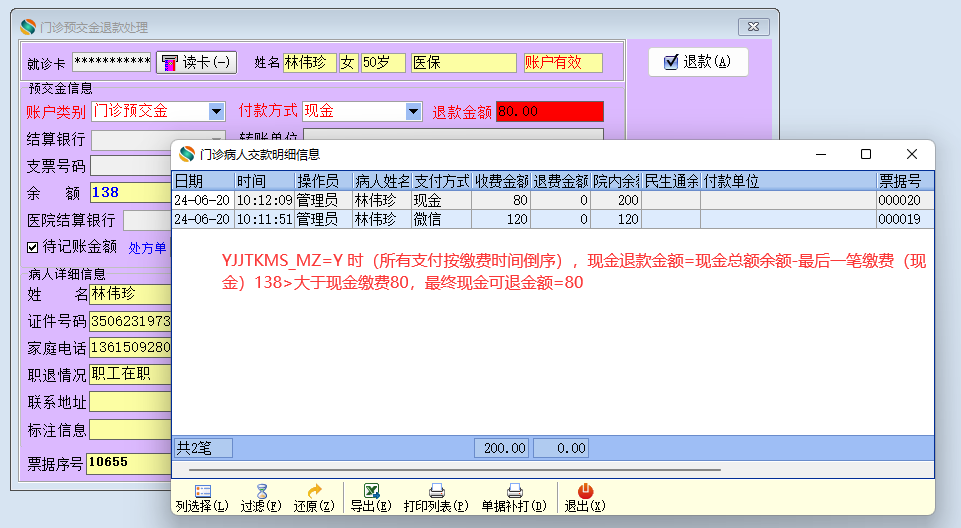 门诊预交金退款处理
就诊卡 *********** 读卡(-) 姓名 林伟珍 女 50岁 医保 账户有效
退款(A)
预交金信息
账户类别 门诊预交金 付款方式 现金 退款金额 80.00
结算银行 转账单位
支票号码
余 额 138
医院结算银行
待记账金额 处方单
病人详细信息
姓 名 林伟珍
证件号码 3506231973
家庭电话 1361509280
职退情况 职工在职
联系地址
标注信息
票据序号 10655
门诊病人交款明细信息
日期 时间 操作员 病人姓名 支付方式 收费金额 退费金额 院内余 民生通余 付款单位 票据号
24-06-20 10:12:09 管理员 林伟珍 现金 80 0 200 000020
24-06-20 10:11:51 管理员 林伟珍 微信 120 0 120 000019
YJJTKMS_MZ=Y 时（所有支付按缴费时间倒序），现金退款金额=现金总额余额-最后一笔缴费（现
金）138>大于现金缴费80，最终现金可退金额=80
共2笔 200.00 0.00
列选择(L) 过滤(F) 还原(Z) 导出(E) 打印列表(P) 单据补打(D) 退出(X)